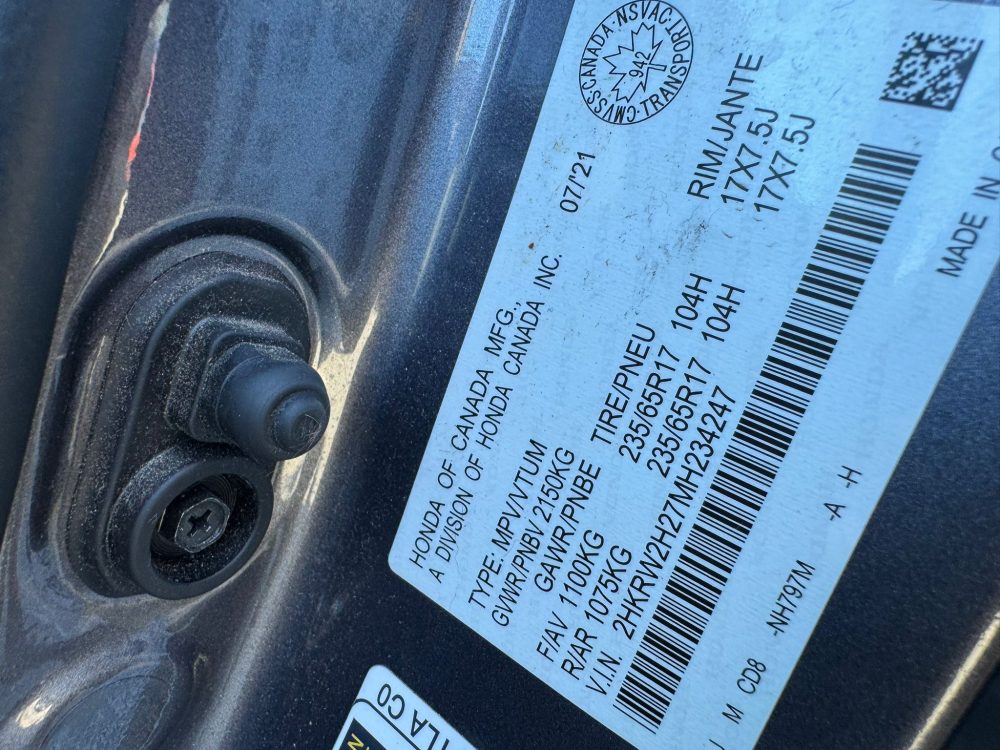 HONDA OF CANADA MFG.,
A DIVISION OF HONDA CANADA INC.
07/'21
CMVSS·CANADA·NSVAC·TRANSPORT
942
TYPE: MPV/VTUM
GVWR/PNBV 2150KG
GAWR/PNBE TIRE/PNEU RIM/JANTE
F/AV 1100KG 235/65R17 104H 17X7.5J
R/AR 1075KG 235/65R17 104H 17X7.5J
V.I.N. 2HKRW2H27MH234247
MADE IN
M CD8 -NH797M -A -H